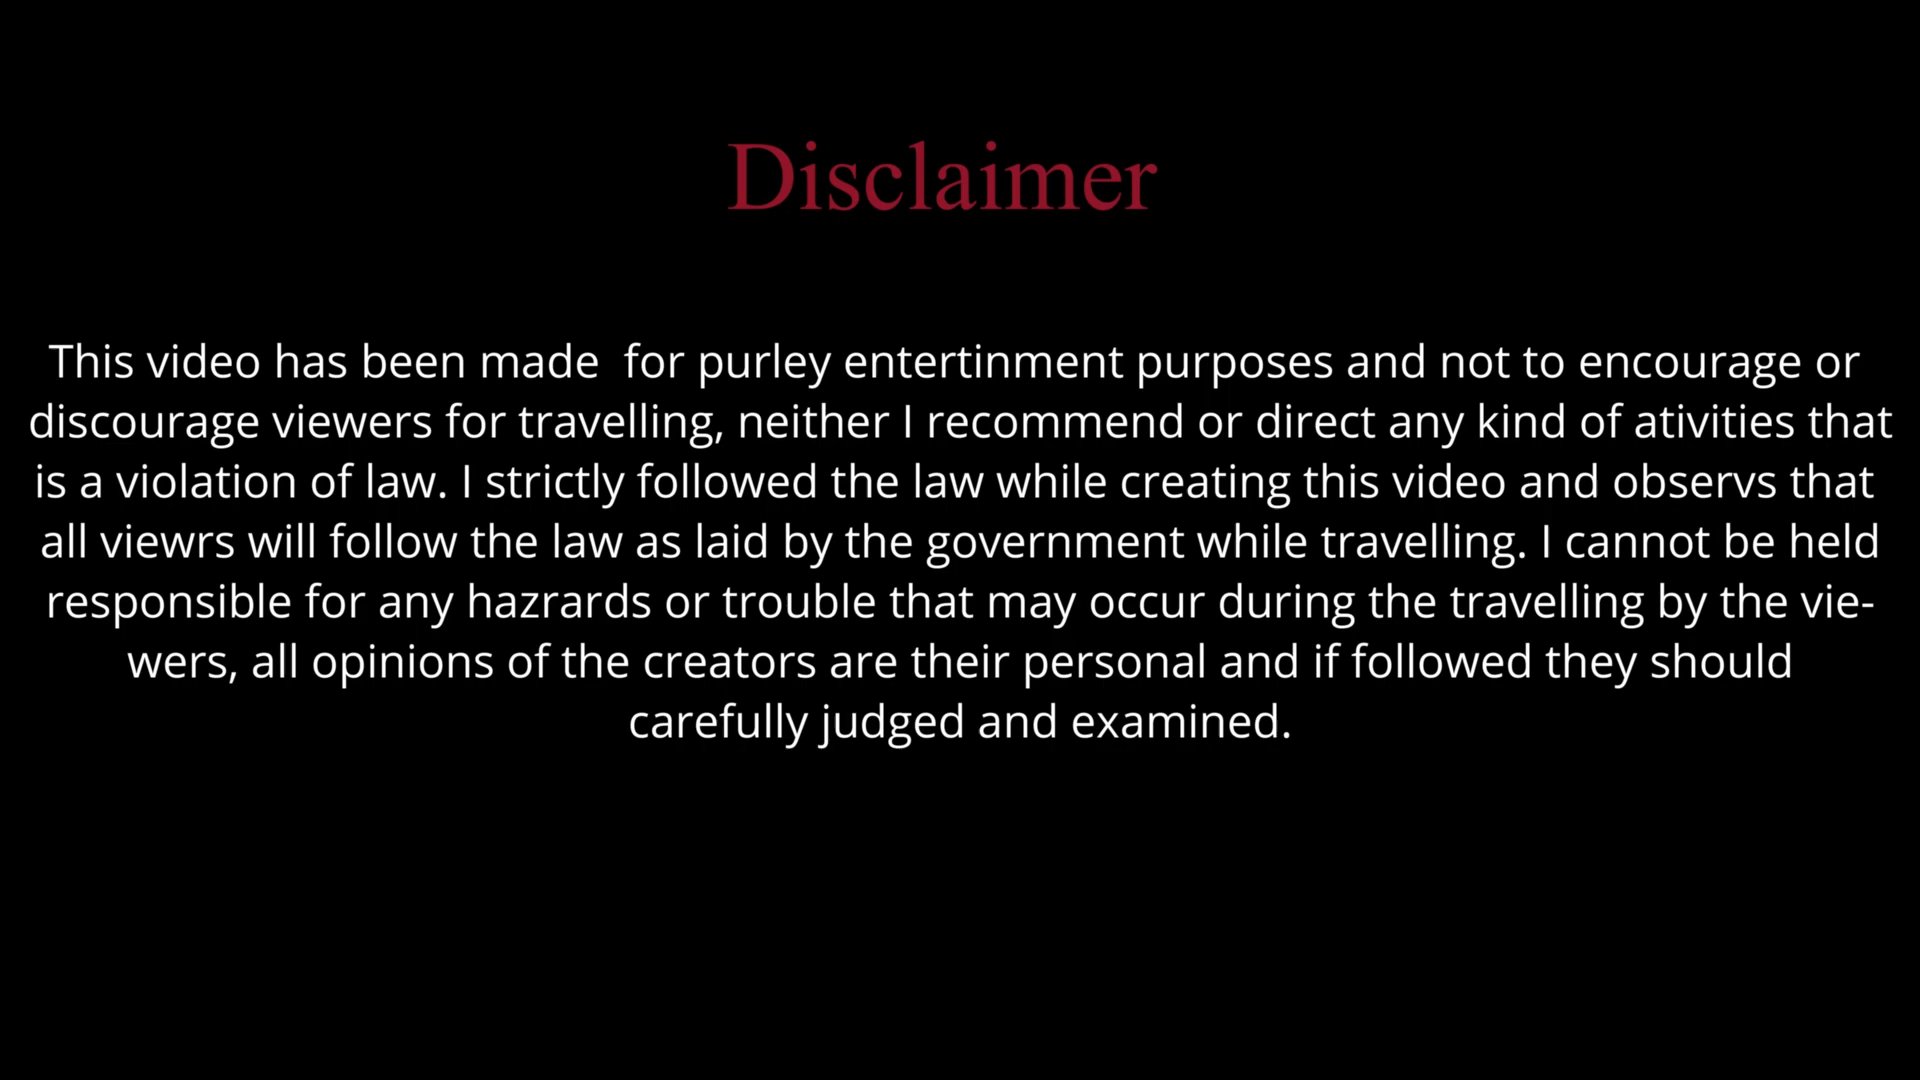 Disclaimer
This video has been made  for purley entertinment purposes and not to encourage or
discourage viewers for travelling, neither I recommend or direct any kind of ativities that
is a violation of law. I strictly followed the law while creating this video and observs that
all viewrs will follow the law as laid by the government while travelling. I cannot be held
responsible for any hazrards or trouble that may occur during the travelling by the vie-
wers, all opinions of the creators are their personal and if followed they should
carefully judged and examined.